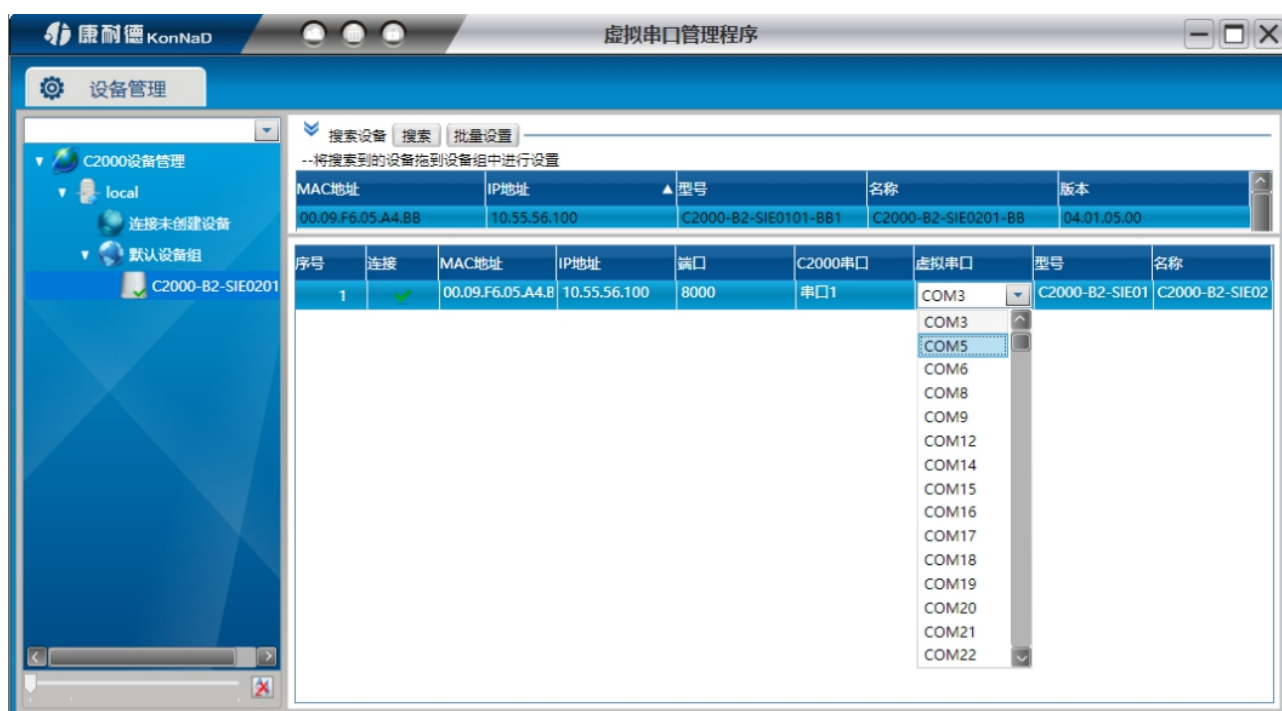 康耐德 KonNaD
虚拟串口管理程序
设备管理
C2000设备管理
local
连接未创建设备
默认设备组
C2000-B2-SIE0201
搜索设备 搜索 批量设置
--将搜索到的设备拖到设备组中进行设置
MAC地址 IP地址 型号 名称 版本
00.09.F6.05.A4.BB 10.55.56.100 C2000-B2-SIE0101-BB1 C2000-B2-SIE0201-BB 04.01.05.00
序号 连接 MAC地址 IP地址 端口 C2000串口 虚拟串口 型号 名称
1 00.09.F6.05.A4.B 10.55.56.100 8000 串口1 COM3 C2000-B2-SIE01 C2000-B2-SIE02
COM3
COM5
COM6
COM8
COM9
COM12
COM14
COM15
COM16
COM17
COM18
COM19
COM20
COM21
COM22